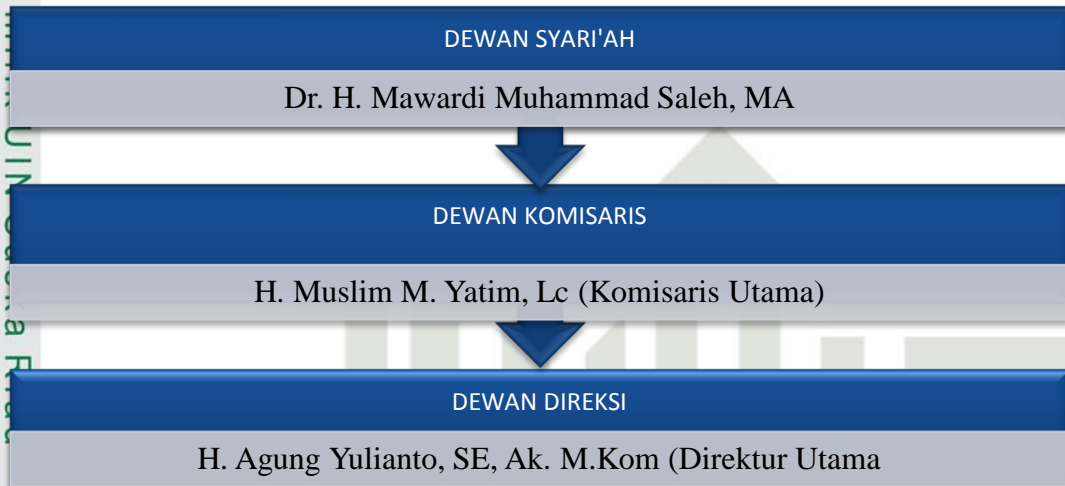 DEWAN SYARI'AH
Dr. H. Mawardi Muhammad Saleh, MA
DEWAN KOMISARIS
H. Muslim M. Yatim, Lc (Komisaris Utama)
DEWAN DIREKSI
H. Agung Yulianto, SE, Ak. M.Kom (Direktur Utama
UIN